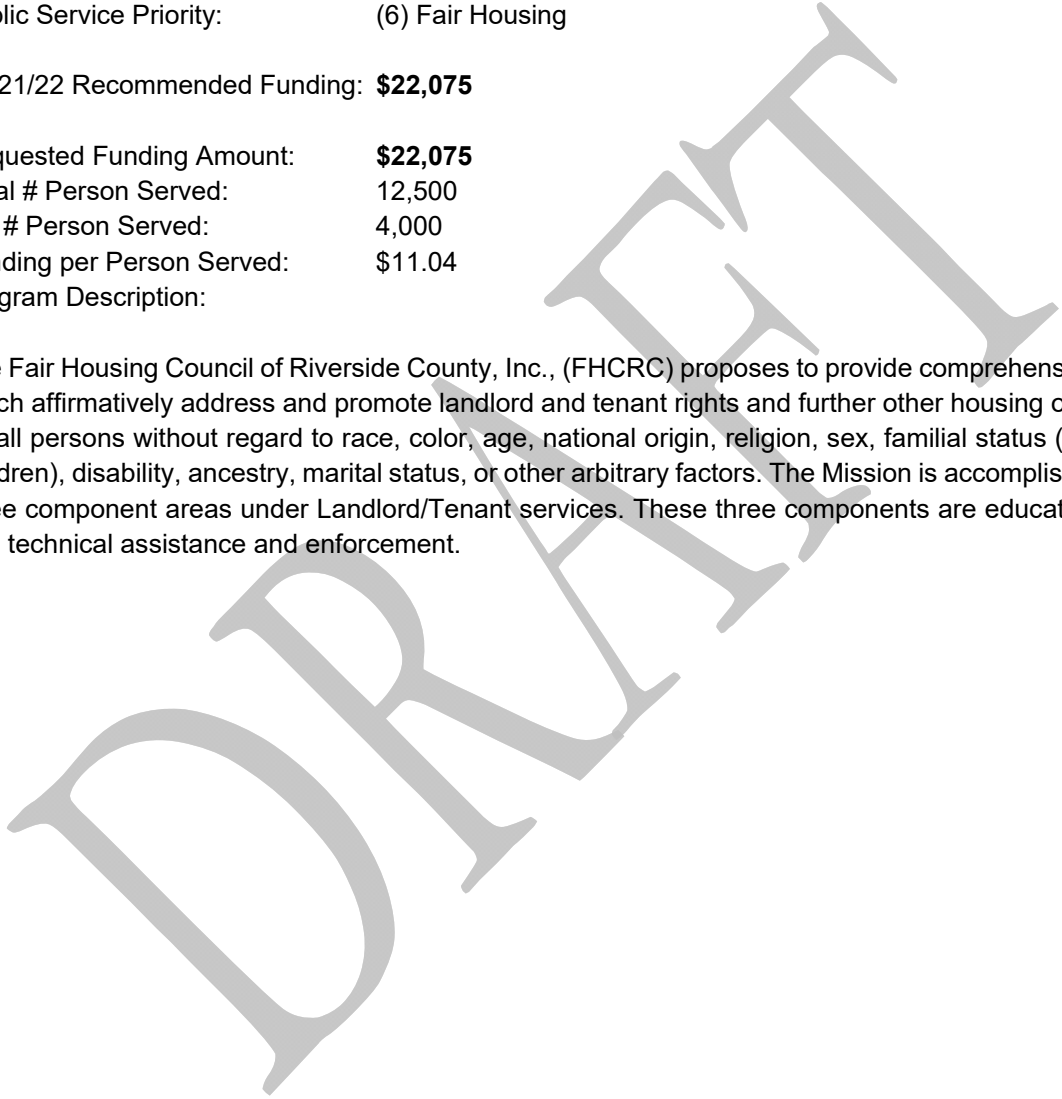 lic Service Priority: (6) Fair Housing
21/22 Recommended Funding: $22,075
quested Funding Amount: $22,075
al # Person Served: 12,500
# Person Served: 4,000
ding per Person Served: $11.04
gram Description:
e Fair Housing Council of Riverside County, Inc., (FHCRC) proposes to provide comprehens
ch affirmatively address and promote landlord and tenant rights and further other housing o
all persons without regard to race, color, age, national origin, religion, sex, familial status (
dren), disability, ancestry, marital status, or other arbitrary factors. The Mission is accomplis
ee component areas under Landlord/Tenant services. These three components are educat
technical assistance and enforcement.
DRAFT